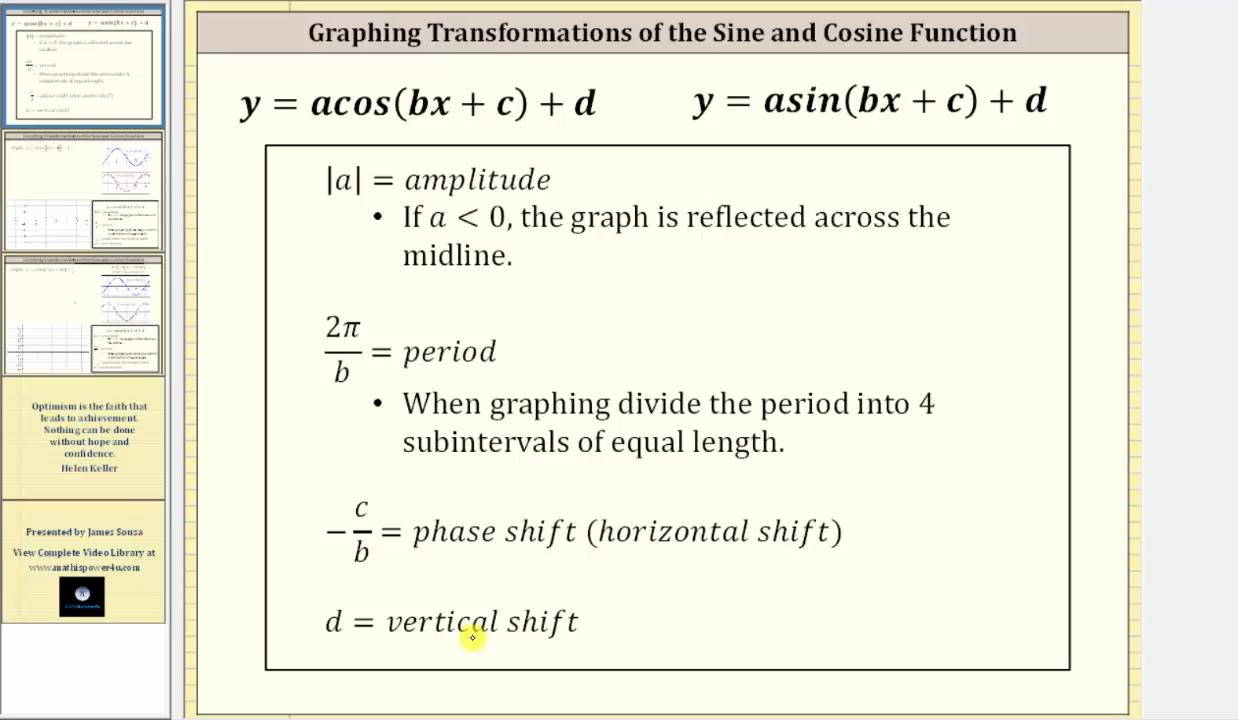 Graphing Transformations of the Sine and Cosine Function
y = acos(bx + c) + d
y = asin(bx + c) + d
|a| = amplitude
• If a < 0, the graph is reflected across the
midline.
2π
b
= period
• When graphing divide the period into 4
subintervals of equal length.
− c
b
= phase shift (horizontal shift)
d = vertical shift
Optimism is the faith that
leads to achievement.
Nothing can be done
without hope and
confidence.
Helen Keller
Presented by James Sousa
View Complete Video Library at
www.mathispower4u.com